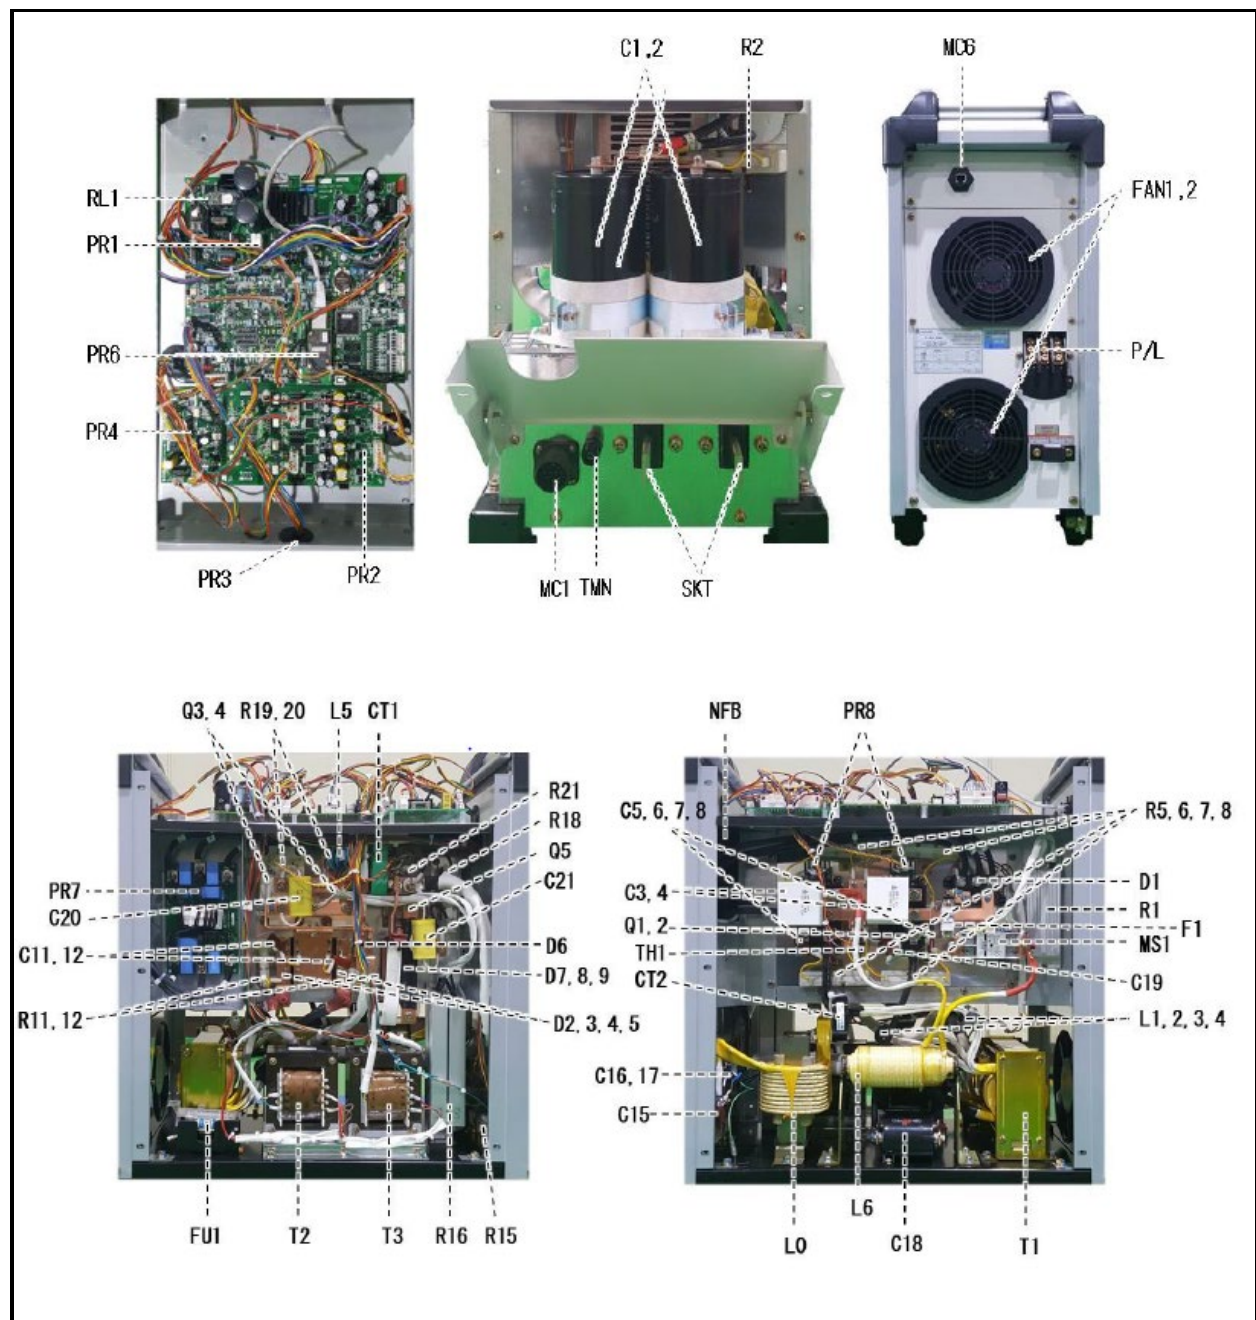 C1,2
R2
MC6
RL1
PR1
PR6
PR4
PR3
PR2
MC1
TMN
SKT
FAN1,2
P/L
Q3, 4
R19, 20
L5
CT1
R21
R18
Q5
C21
PR7
C20
C11, 12
R11, 12
D6
D7, 8, 9
D2, 3, 4, 5
FU1
T2
T3
R16
R15
NFB
PR8
C5, 6, 7, 8
R5, 6, 7, 8
C3, 4
Q1, 2
TH1
CT2
D1
R1
F1
MS1
C19
L1, 2, 3, 4
C16, 17
C15
L0
L6
C18
T1